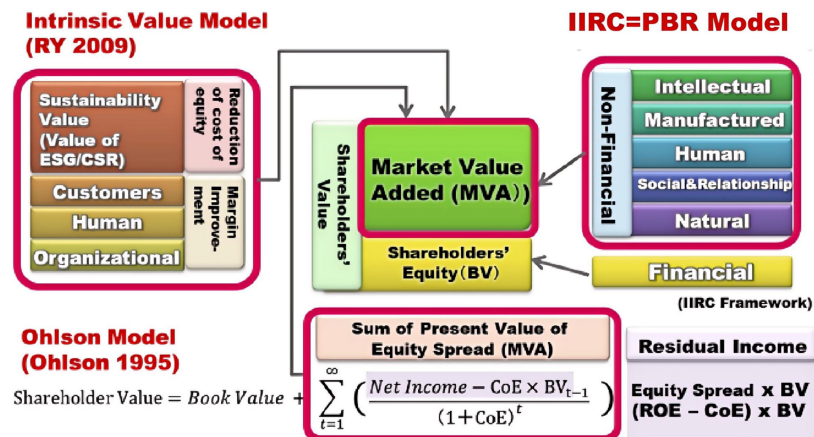 Intrinsic Value Model
(RY 2009)
Sustainability
Value
(Value of
ESG/CSR)
Reduction
of cost of
equity
Customers
Human
Organizational
Margin
Improve-
ment
IIRC=PBR Model
Shareholders'
Value
Market Value
Added (MVA))
Shareholders'
Equity(BV)
Non-Financial
Intellectual
Manufactured
Human
Social&Relationship
Natural
Financial
(IIRC Framework)
Ohlson Model
(Ohlson 1995)
Sum of Present Value of
Equity Spread (MVA)
Shareholder Value = Book Value + ∑_{t=1}^{∞} ( (Net Income − CoE × BV_{t−1}) / (1+CoE)^t )
Residual Income
Equity Spread x BV
(ROE – CoE) x BV